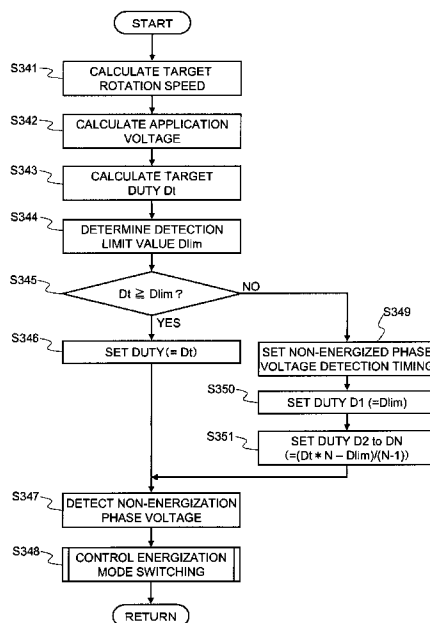 START
S341
CALCULATE TARGET
ROTATION SPEED
S342
CALCULATE APPLICATION
VOLTAGE
S343
CALCULATE TARGET
DUTY Dt
S344
DETERMINE DETECTION
LIMIT VALUE Dlim
S345
Dt ≧ Dlim ?
NO
YES
S346
SET DUTY (= Dt)
S349
SET NON-ENERGIZED PHASE
VOLTAGE DETECTION TIMING
S350
SET DUTY D1 (=Dlim)
S351
SET DUTY D2 to DN
(=(Dt * N − Dlim)/(N-1))
S347
DETECT NON-ENERGIZATION
PHASE VOLTAGE
S348
CONTROL ENERGIZATION
MODE SWITCHING
RETURN